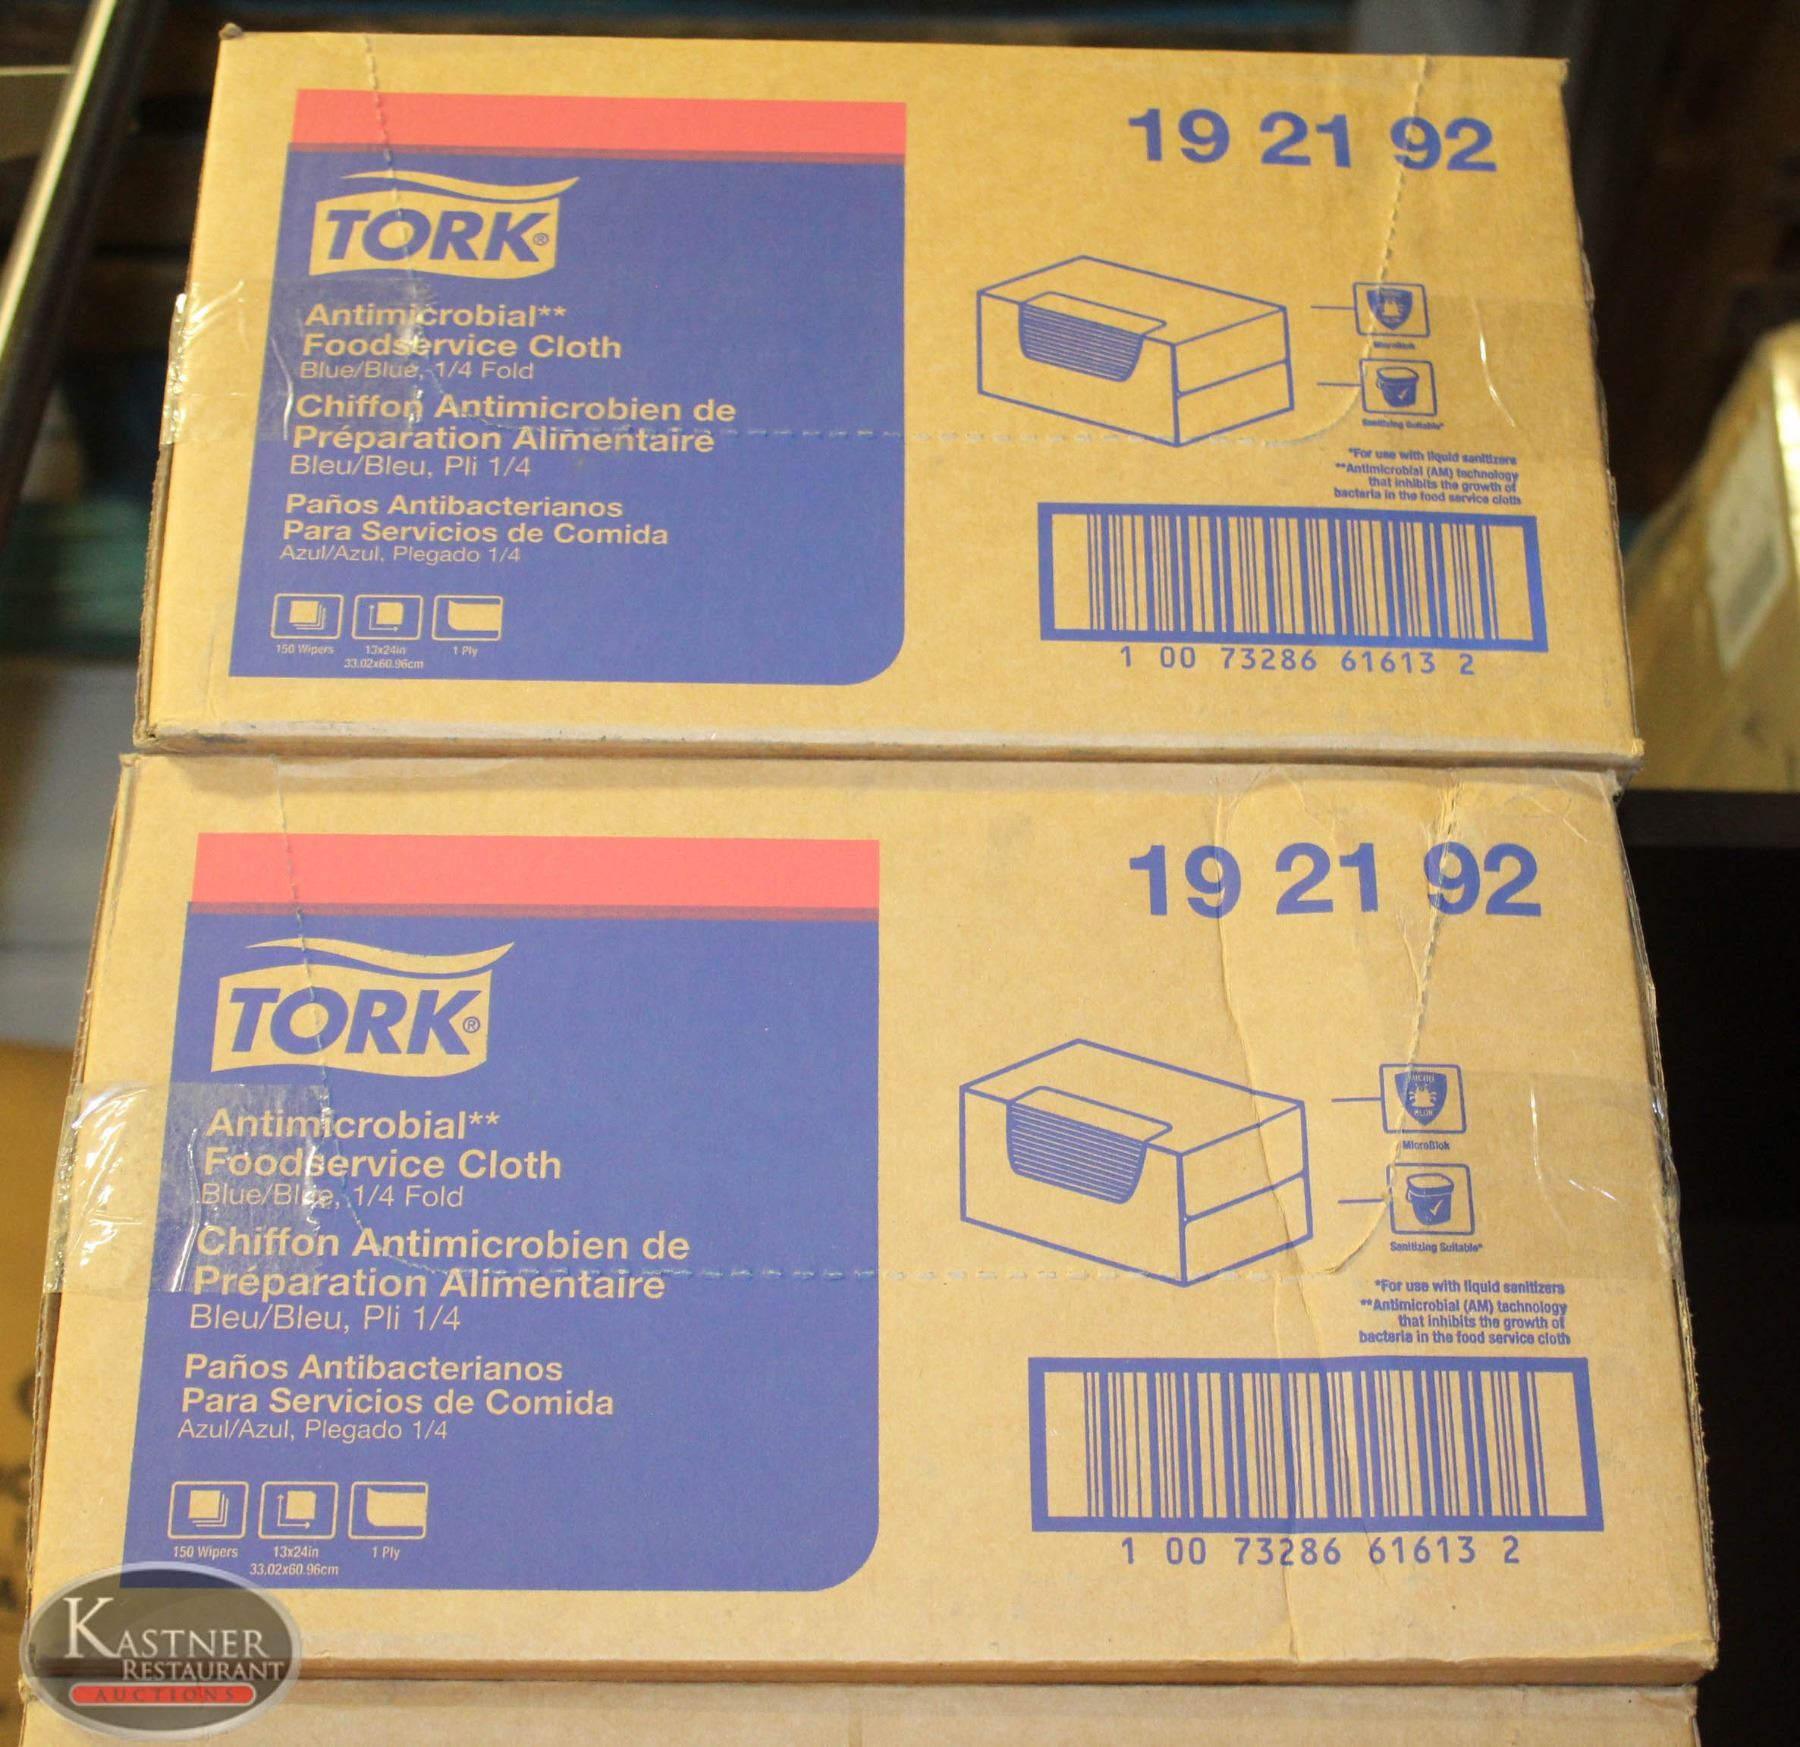 TORK®
Antimicrobial**
Foodservice Cloth
Blue/Blue, 1/4 Fold
Chiffon Antimicrobien de
Préparation Alimentaire
Bleu/Bleu, Pli 1/4
Paños Antibacterianos
Para Servicios de Comida
Azul/Azul, Plegado 1/4
150 Wipers
13x24in
33.02x60.96cm
1 Ply
19 21 92
MicroBlok
Sanitizing Suitable*
*For use with liquid sanitizers
**Antimicrobial (AM) technology
that inhibits the growth of
bacteria in the food service cloth
1 00 73286 61613 2
TORK®
Antimicrobial**
Foodservice Cloth
Blue/Blue, 1/4 Fold
Chiffon Antimicrobien de
Préparation Alimentaire
Bleu/Bleu, Pli 1/4
Paños Antibacterianos
Para Servicios de Comida
Azul/Azul, Plegado 1/4
150 Wipers
13x24in
33.02x60.96cm
1 Ply
19 21 92
MICRO
BLOK
MicroBlok
Sanitizing Suitable*
*For use with liquid sanitizers
**Antimicrobial (AM) technology
that inhibits the growth of
bacteria in the food service cloth
1 00 73286 61613 2
KASTNER
RESTAURANT
AUCTIONS